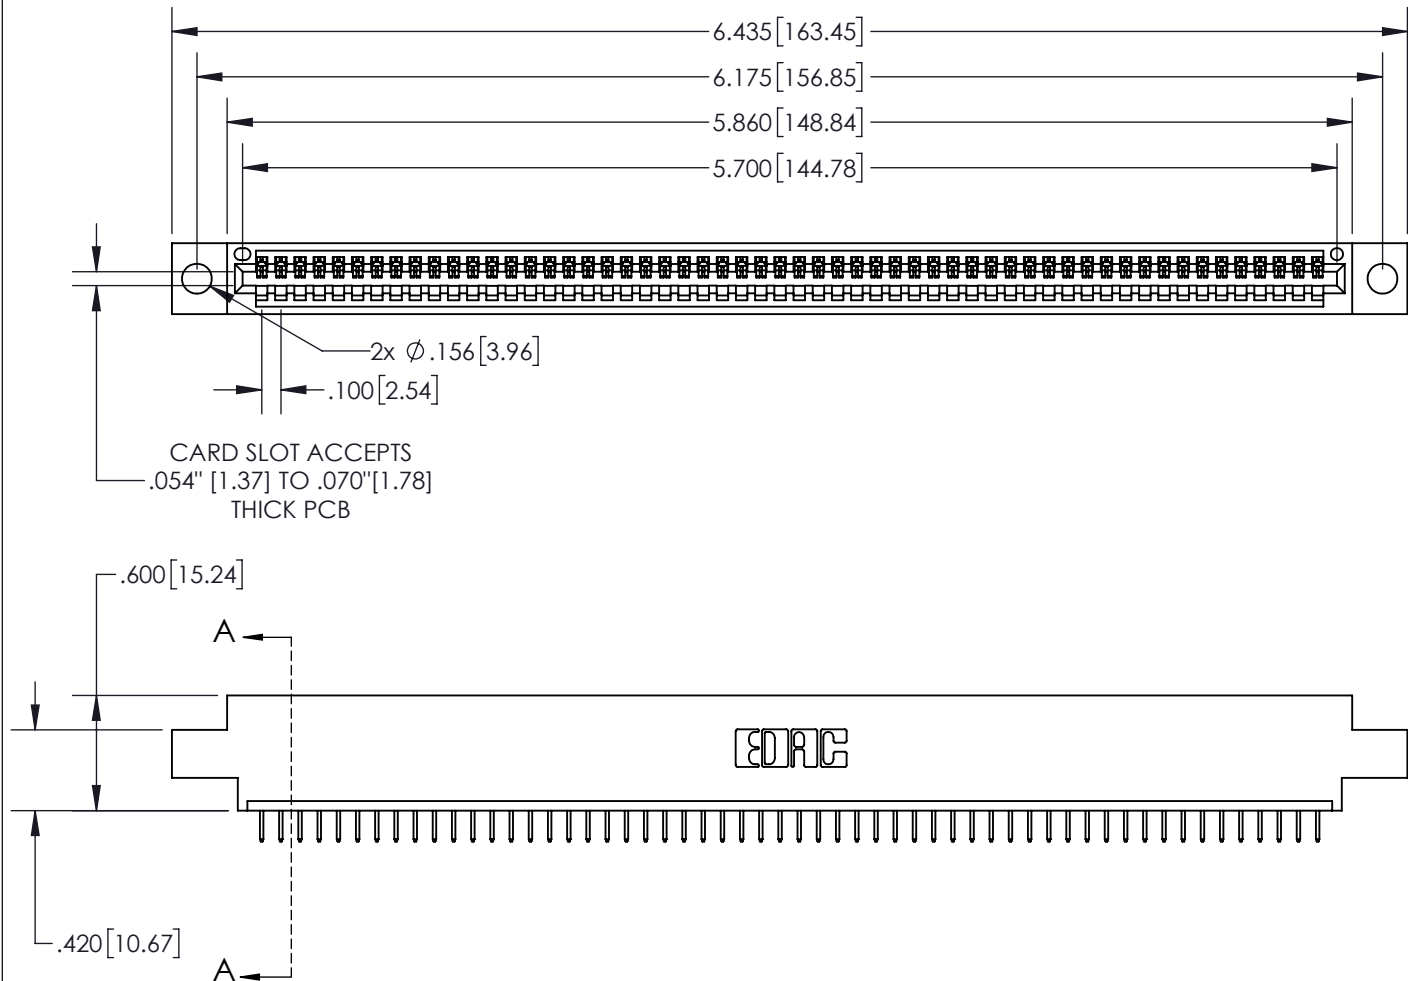 6.435[163.45]
6.175[156.85]
5.860[148.84]
5.700[144.78]
2x Ø.156[3.96]
.100[2.54]
CARD SLOT ACCEPTS
.054" [1.37] TO .070"[1.78]
THICK PCB
.600[15.24]
A
EDAC
.420[10.67]
A